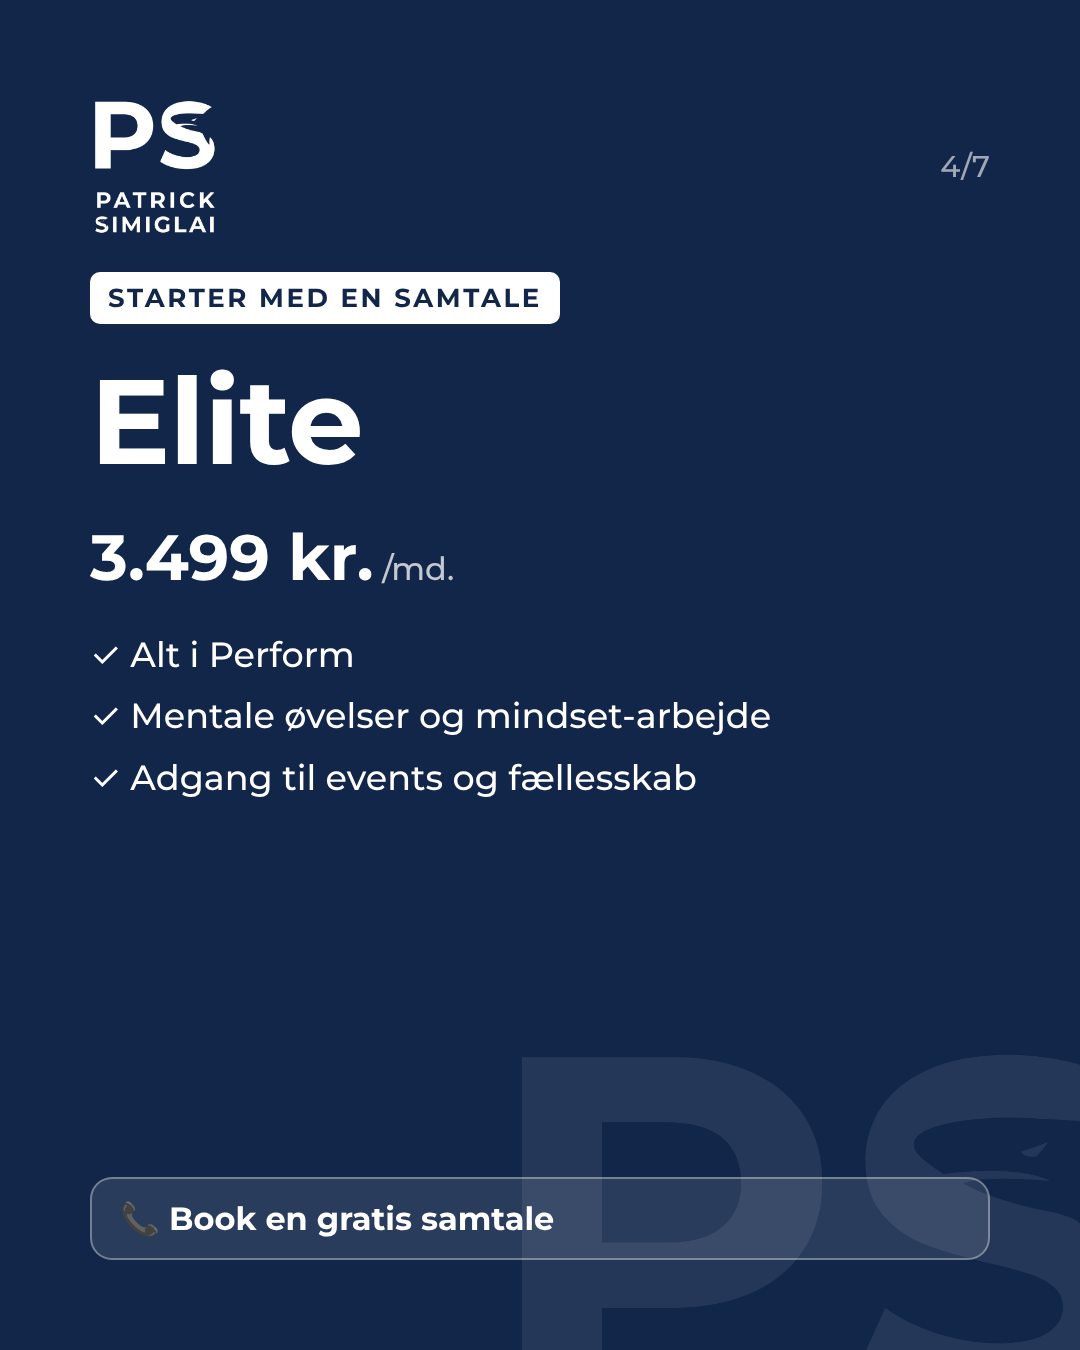 PS
PATRICK
SIMIGLAI
4/7
STARTER MED EN SAMTALE
Elite
3.499 kr. /md.
✓ Alt i Perform
✓ Mentale øvelser og mindset-arbejde
✓ Adgang til events og fællesskab
📞 Book en gratis samtale
PS